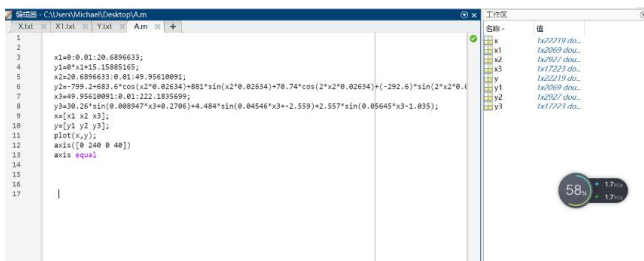 编辑器 - C:\Users\Michael\Desktop\A.m
X.txt X1.txt Y.txt A.m +
1
2
3 x1=0:0.01:20.6896633;
4 y1=0*x1+15.15885165;
5 x2=20.6896633:0.01:49.95610091;
6 y2=-799.2+683.6*cos(x2*0.02634)+881*sin(x2*0.02634)+70.74*cos(2*x2*0.02634)+(-292.6)*sin(2*x2*0.
7 x3=49.95610091:0.01:222.1835699;
8 y3=30.26*sin(0.008947*x3+0.2706)+4.484*sin(0.04546*x3+-2.559)+2.557*sin(0.05645*x3-1.035);
9 x=[x1 x2 x3];
10 y=[y1 y2 y3];
11 plot(x,y);
12 axis([0 240 0 40])
13 axis equal
14
15
16
17
工作区
名称 值
x 1x22219 do...
x1 1x2069 dou...
x2 1x2927 dou...
x3 1x17223 do...
y 1x22219 do...
y1 1x2069 dou...
y2 1x2927 dou...
y3 1x17223 do...
58%
1.7
1.7